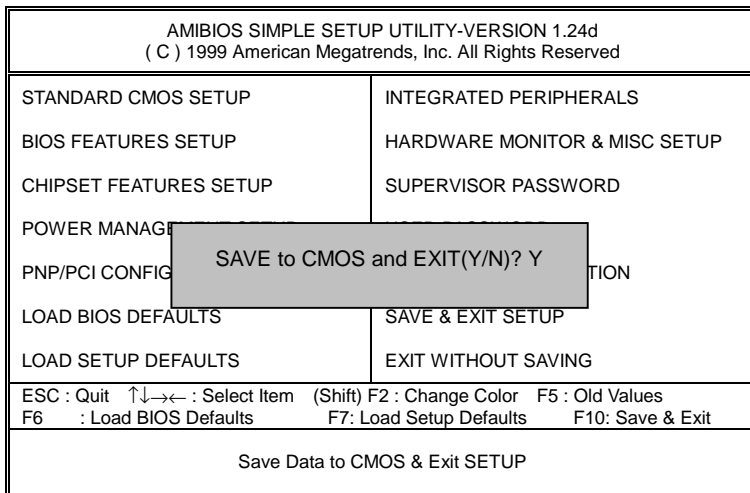 AMIBIOS SIMPLE SETUP UTILITY-VERSION 1.24d
( C ) 1999 American Megatrends, Inc. All Rights Reserved
STANDARD CMOS SETUP
BIOS FEATURES SETUP
CHIPSET FEATURES SETUP
POWER MANAGEMENT SETUP
PNP/PCI CONFIG
LOAD BIOS DEFAULTS
LOAD SETUP DEFAULTS
INTEGRATED PERIPHERALS
HARDWARE MONITOR & MISC SETUP
SUPERVISOR PASSWORD
USER PASSWORD
TION
SAVE & EXIT SETUP
EXIT WITHOUT SAVING
SAVE to CMOS and EXIT(Y/N)? Y
ESC : Quit ↑↓→← : Select Item (Shift) F2 : Change Color F5 : Old Values
F6 : Load BIOS Defaults F7: Load Setup Defaults F10: Save & Exit
Save Data to CMOS & Exit SETUP